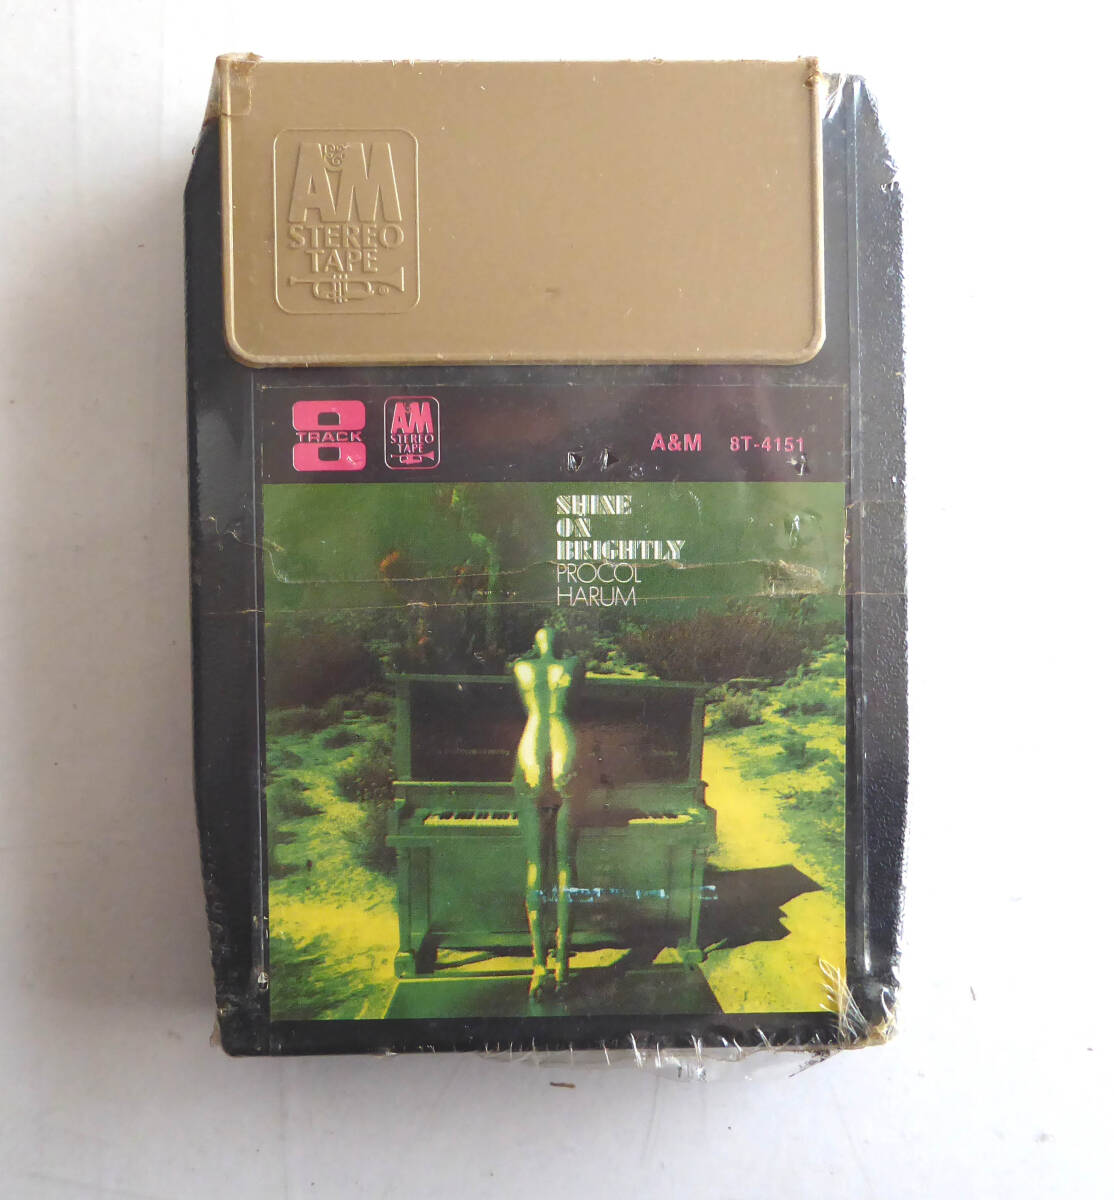 A&M
STEREO
TAPE
8
TRACK
A&M
STEREO
TAPE
A&M 8T-4151
SHINE
ON
BRIGHTLY
PROCOL
HARUM